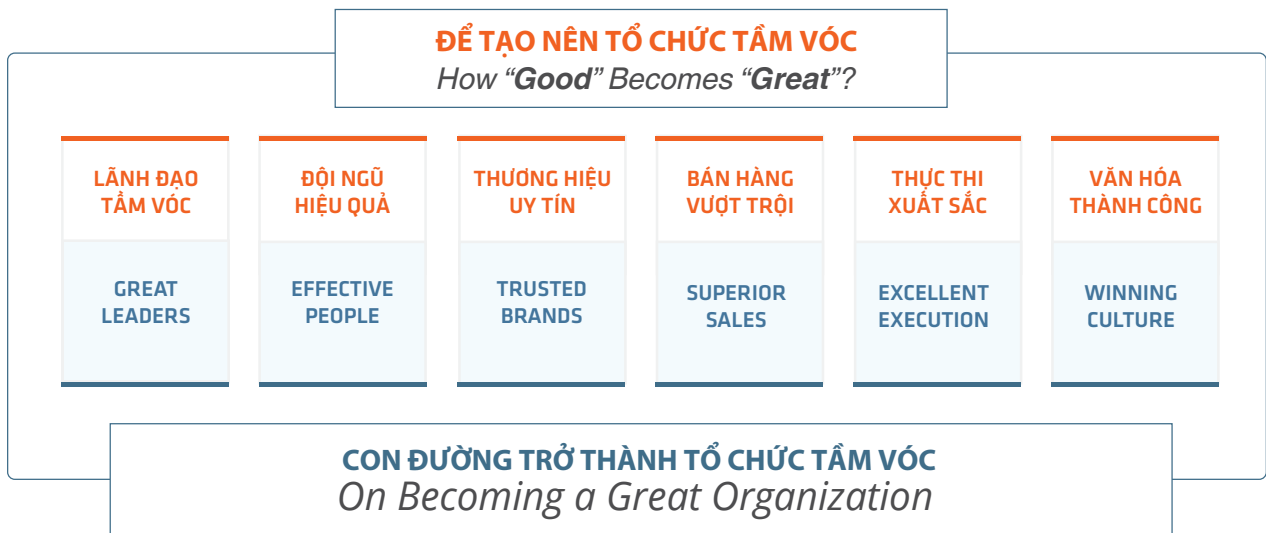 ĐỂ TẠO NÊN TỔ CHỨC TẦM VÓC
How “Good” Becomes “Great”?
LÃNH ĐẠO
TẦM VÓC
GREAT
LEADERS
ĐỘI NGŨ
HIỆU QUẢ
EFFECTIVE
PEOPLE
THƯƠNG HIỆU
UY TÍN
TRUSTED
BRANDS
BÁN HÀNG
VƯỢT TRỘI
SUPERIOR
SALES
THỰC THI
XUẤT SẮC
EXCELLENT
EXECUTION
VĂN HÓA
THÀNH CÔNG
WINNING
CULTURE
CON ĐƯỜNG TRỞ THÀNH TỔ CHỨC TẦM VÓC
On Becoming a Great Organization